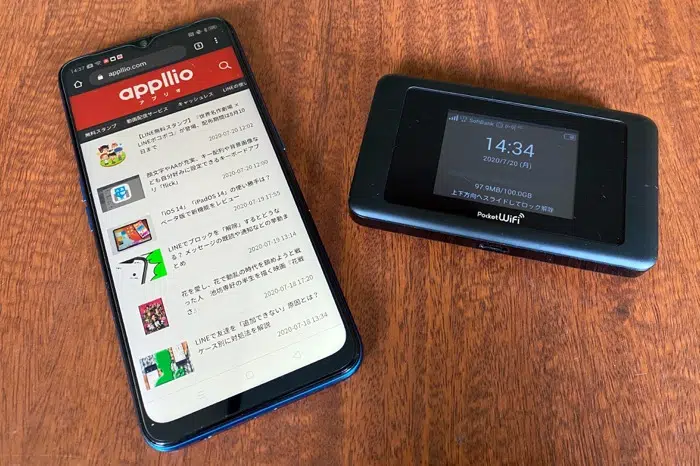 14:37
appllio.com
appllio
アプリオ
無料スタンプ 動画配信サービス キャッシュレス LINEの使い
【LINE無料スタンプ】『世界名作劇場 ×
LINEポコポコ』が登場、配布期間は8月10
日まで
2020-07-20 12:02
顔文字やAAが充実、キー配列や背景画像な
ども自分好みに設定できるキーボードアプ
リ「flick」
2020-07-20 12:00
「iOS 14」「iPadOS 14」の使い勝手は?
ベータ版で新機能をレビュー
2020-07-19 17:55
LINEでブロックを「解除」するとどうな
る? メッセージの既読や通知などの挙動ま
とめ
2020-07-19 13:14
花を愛し、花で動乱の時代を鎮めようと戦
った人 池坊専好の半生を描く映画『花戦
さ』
2020-07-18 17:20
LINEで友達を「追加できない」原因とは?
ケース別に対処法を解説
2020-07-18 13:34
SoftBank
14:34
2020/7/20 (月)
97.9MB/100.0GB
上下方向へスライドしてロック解除
Pocket WiFi